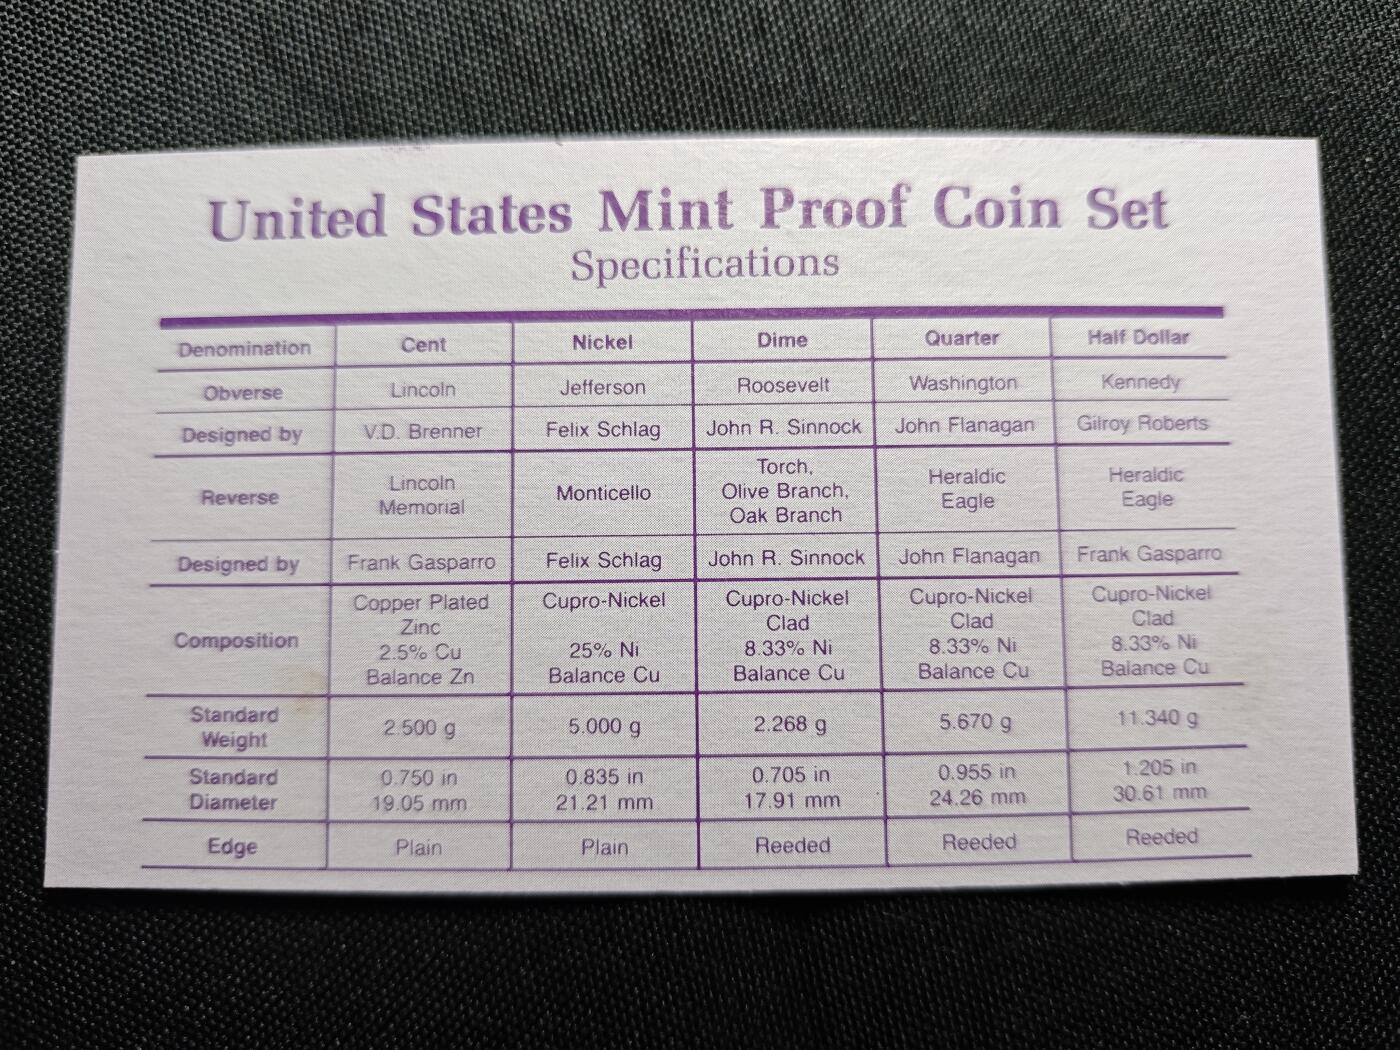 United States Mint Proof Coin Set
Specifications
Denomination Cent Nickel Dime Quarter Half Dollar
Obverse Lincoln Jefferson Roosevelt Washington Kennedy
Designed by V.D. Brenner Felix Schlag John R. Sinnock John Flanagan Gilroy Roberts
Reverse Lincoln Memorial Monticello Torch, Olive Branch, Oak Branch Heraldic Eagle Heraldic Eagle
Designed by Frank Gasparro Felix Schlag John R. Sinnock John Flanagan Frank Gasparro
Composition Copper Plated Zinc 2.5% Cu Balance Zn Cupro-Nickel 25% Ni Balance Cu Cupro-Nickel Clad 8.33% Ni Balance Cu Cupro-Nickel Clad 8.33% Ni Balance Cu Cupro-Nickel Clad 8.33% Ni Balance Cu
Standard Weight 2.500 g 5.000 g 2.268 g 5.670 g 11.340 g
Standard Diameter 0.750 in 19.05 mm 0.835 in 21.21 mm 0.705 in 17.91 mm 0.955 in 24.26 mm 1.205 in 30.61 mm
Edge Plain Plain Reeded Reeded Reeded